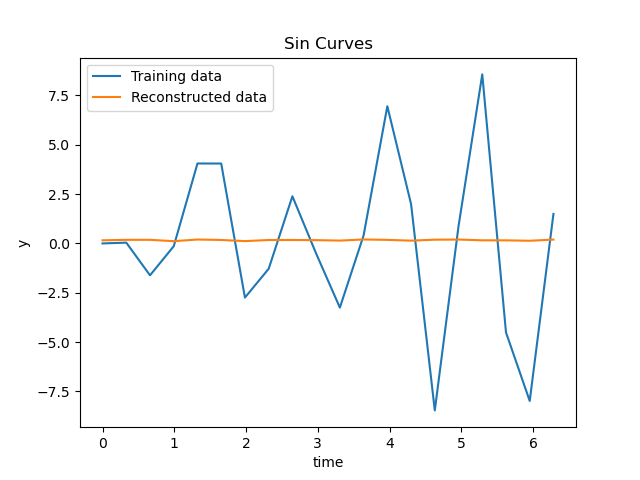 Sin Curves
Training data
Reconstructed data
7.5
5.0
2.5
0.0
−2.5
−5.0
−7.5
y
0 1 2 3 4 5 6
time